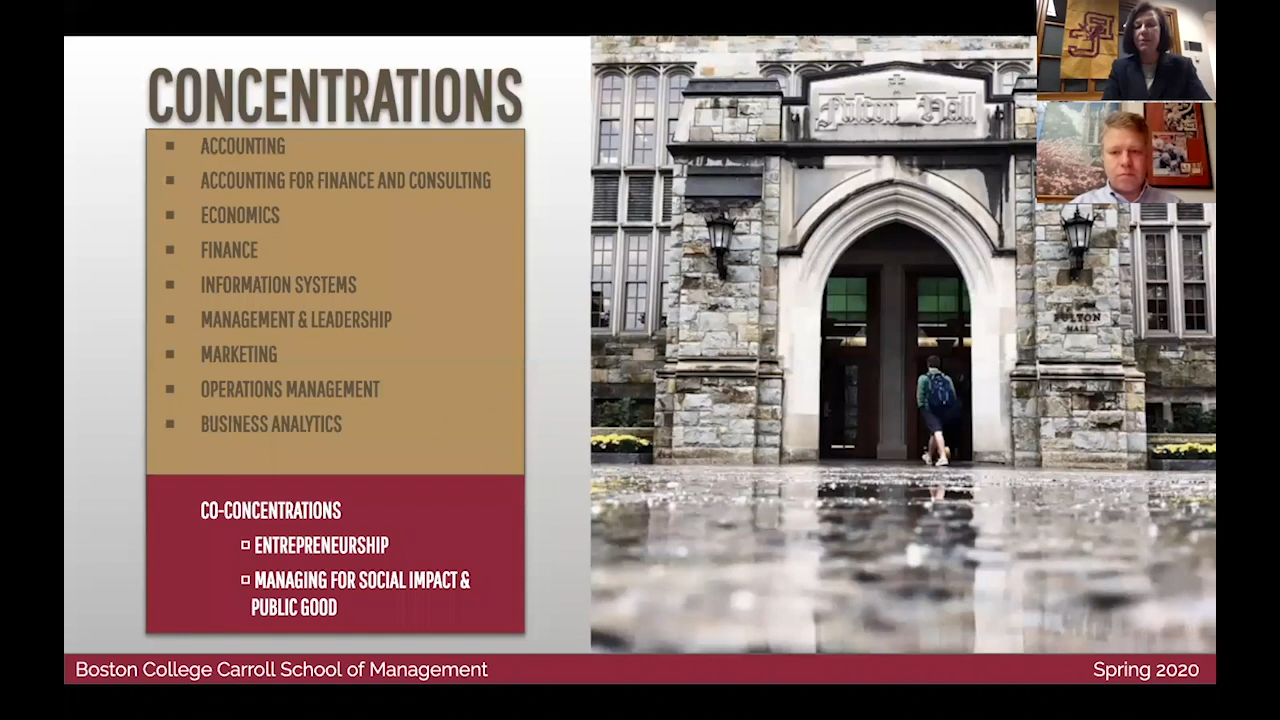 CONCENTRATIONS
ACCOUNTING
ACCOUNTING FOR FINANCE AND CONSULTING
ECONOMICS
FINANCE
INFORMATION SYSTEMS
MANAGEMENT & LEADERSHIP
MARKETING
OPERATIONS MANAGEMENT
BUSINESS ANALYTICS
CO-CONCENTRATIONS
ENTREPRENEURSHIP
MANAGING FOR SOCIAL IMPACT &
PUBLIC GOOD
Fulton Hall
FULTON
HALL
Boston College Carroll School of Management
Spring 2020